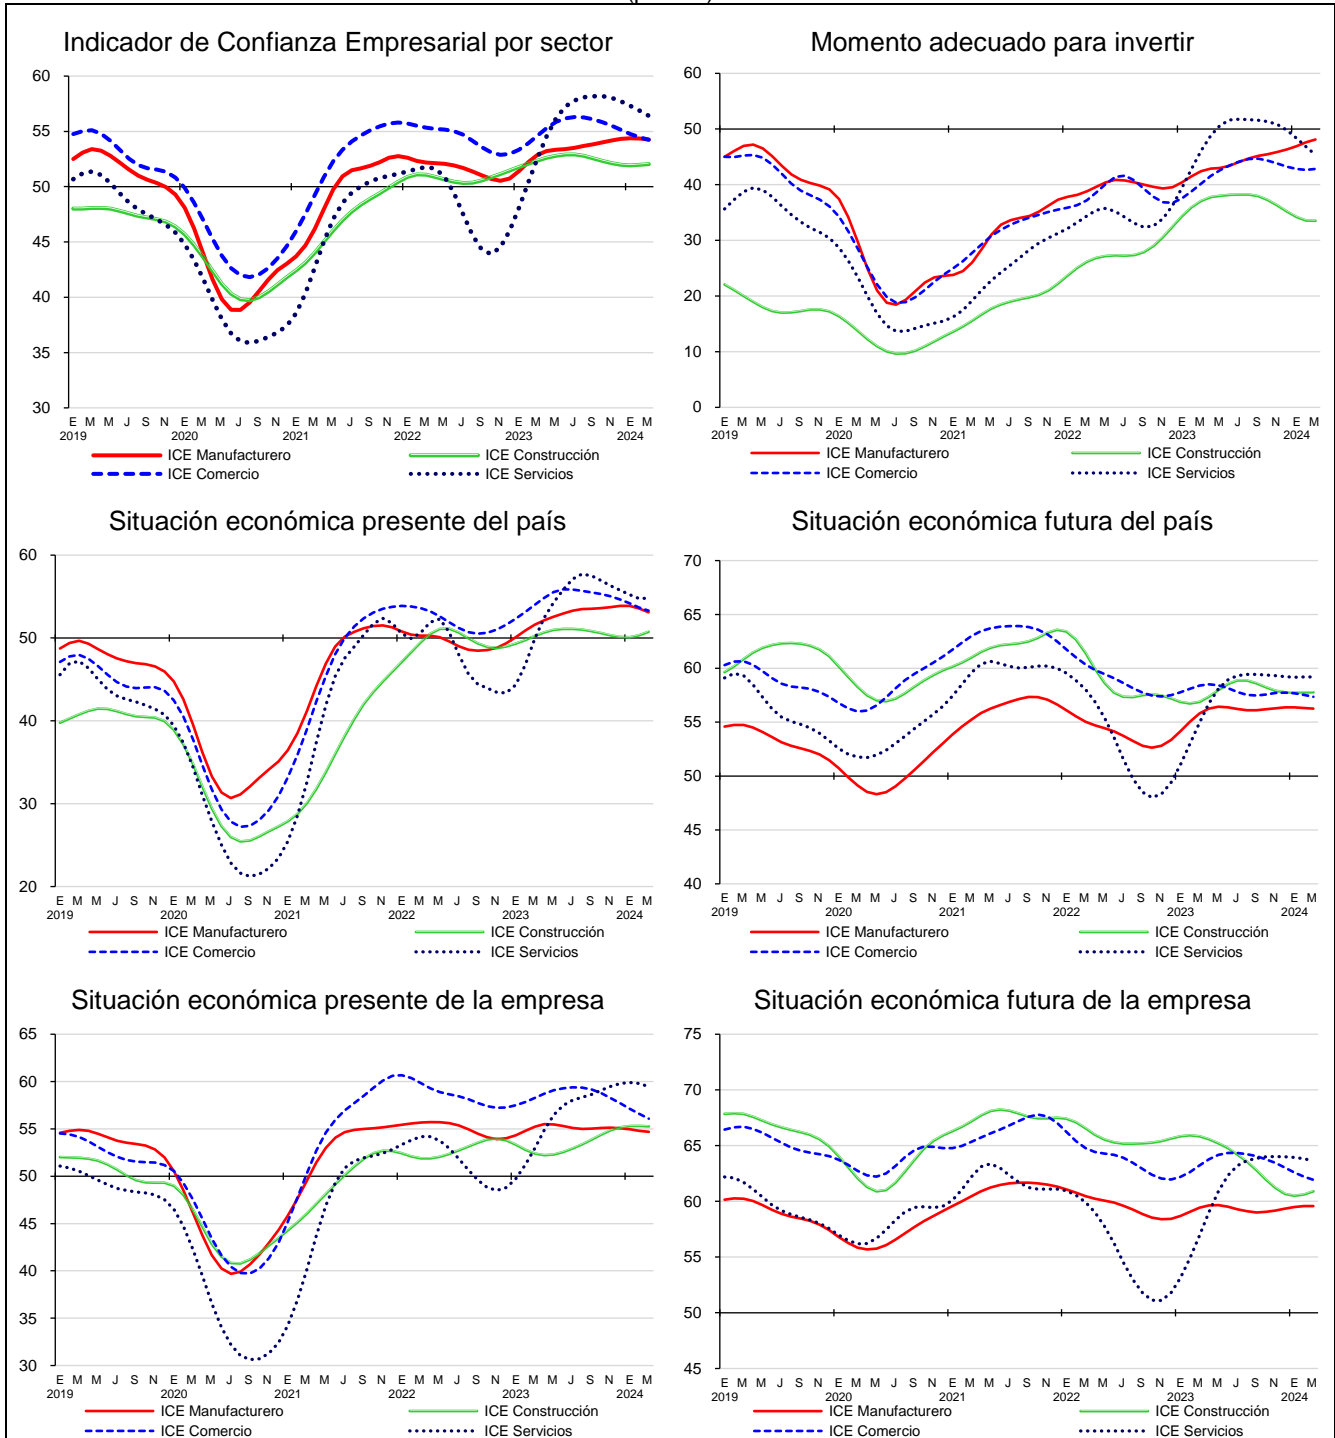 Indicador de Confianza Empresarial por sector
60
55
50
45
40
35
30
E M M J S N E M M J S N E M M J S N E M M J S N E M M J S N E M
2019 2020 2021 2022 2023 2024
ICE Manufacturero ICE Construcción
ICE Comercio ICE Servicios
Momento adecuado para invertir
60
50
40
30
20
10
0
E M M J S N E M M J S N E M M J S N E M M J S N E M M J S N E M
2019 2020 2021 2022 2023 2024
ICE Manufacturero ICE Construcción
ICE Comercio ICE Servicios
Situación económica presente del país
60
50
40
30
20
E M M J S N E M M J S N E M M J S N E M M J S N E M M J S N E M
2019 2020 2021 2022 2023 2024
ICE Manufacturero ICE Construcción
ICE Comercio ICE Servicios
Situación económica futura del país
70
65
60
55
50
45
40
E M M J S N E M M J S N E M M J S N E M M J S N E M M J S N E M
2019 2020 2021 2022 2023 2024
ICE Manufacturero ICE Construcción
ICE Comercio ICE Servicios
Situación económica presente de la empresa
65
60
55
50
45
40
35
30
E M M J S N E M M J S N E M M J S N E M M J S N E M M J S N E M
2019 2020 2021 2022 2023 2024
ICE Manufacturero ICE Construcción
ICE Comercio ICE Servicios
Situación económica futura de la empresa
75
70
65
60
55
50
45
E M M J S N E M M J S N E M M J S N E M M J S N E M M J S N E M
2019 2020 2021 2022 2023 2024
ICE Manufacturero ICE Construcción
ICE Comercio ICE Servicios